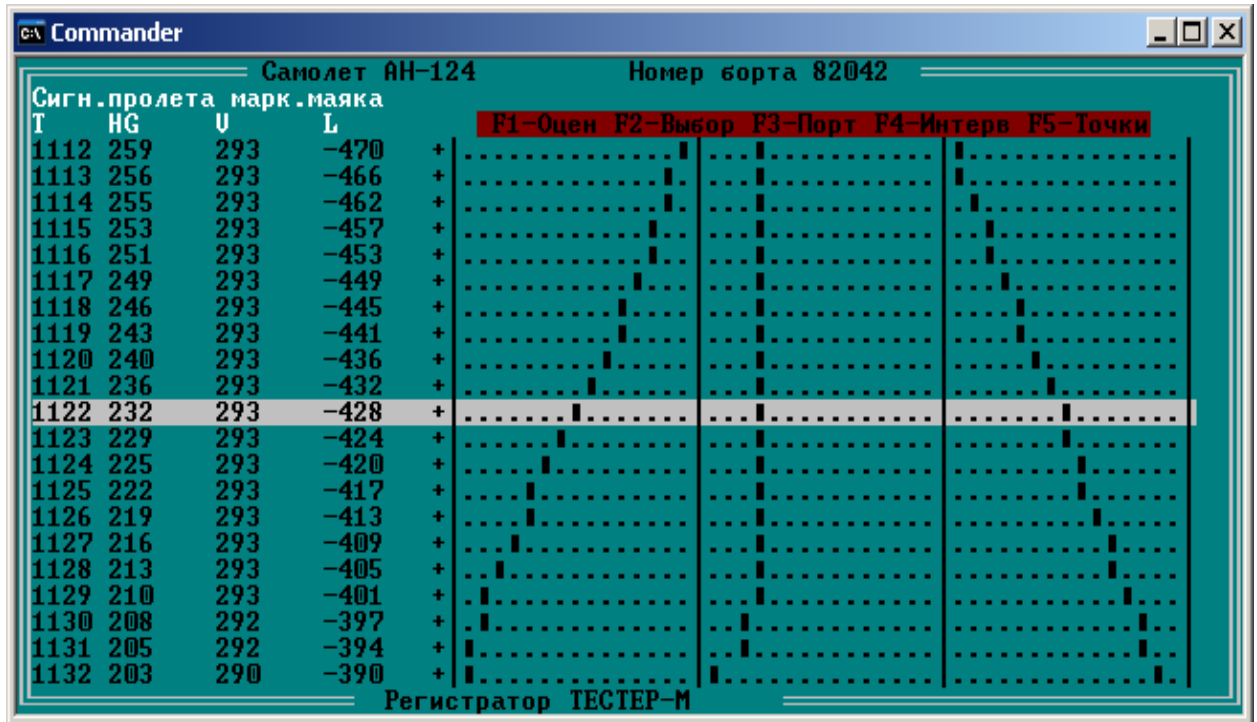 Commander
Самолет АН-124 Номер борта 82042
Сигн.пролета марк.маяка
T HG V L F1-Оцен F2-Выбор F3-Порт F4-Интерв F5-Точки
1112 259 293 -470 +
1113 256 293 -466 +
1114 255 293 -462 +
1115 253 293 -457 +
1116 251 293 -453 +
1117 249 293 -449 +
1118 246 293 -445 +
1119 243 293 -441 +
1120 240 293 -436 +
1121 236 293 -432 +
1122 232 293 -428 +
1123 229 293 -424 +
1124 225 293 -420 +
1125 222 293 -417 +
1126 219 293 -413 +
1127 216 293 -409 +
1128 213 293 -405 +
1129 210 293 -401 +
1130 208 292 -397 +
1131 205 292 -394 +
1132 203 290 -390 +
Регистратор ТЕСТЕР-М